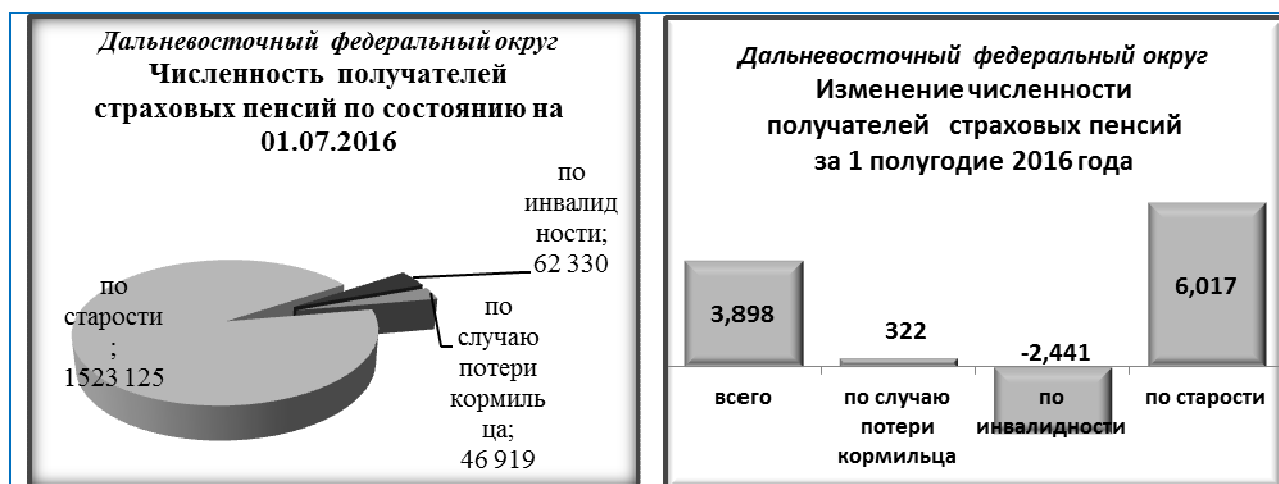 Дальневосточный федеральный округ
Численность получателей
страховых пенсий по состоянию на
01.07.2016
по
инвалид
ности;
62 330
по
старости
;
1523 125
по
случаю
потери
кормиль
ца;
46 919
Дальневосточный федеральный округ
Изменение численности
получателей страховых пенсий
за 1 полугодие 2016 года
3,898
322
-2,441
6,017
всего
по случаю
потери
кормильца
по
инвалидности
по старости